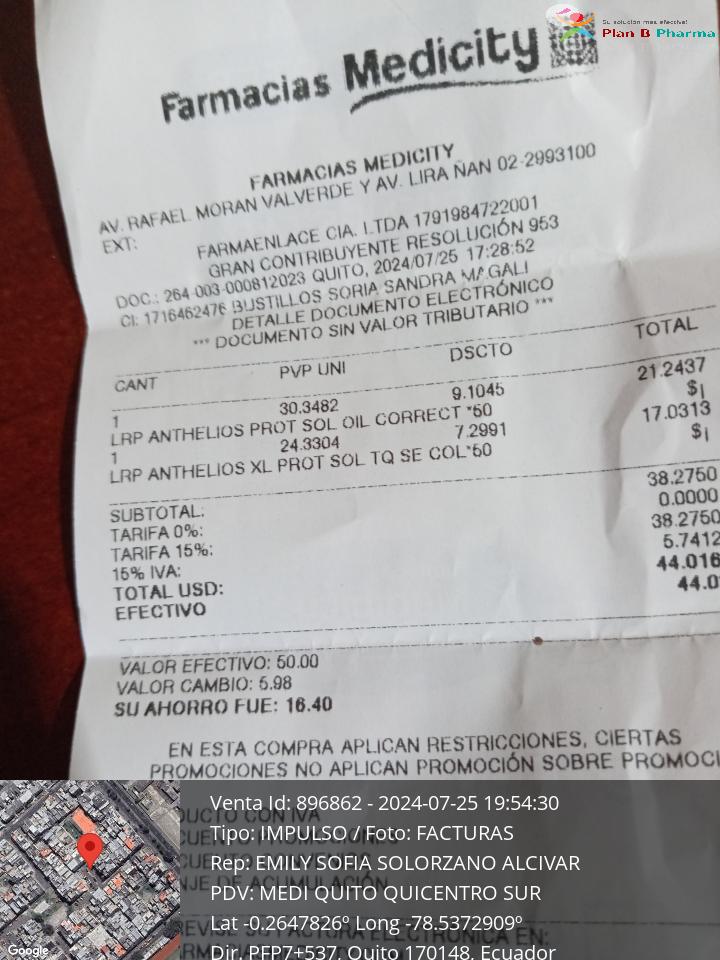 Su solución más efectiva!
Plan B Pharma
Farmacias Medicity
FARMACIAS MEDICITY
AV. RAFAEL MORAN VALVERDE Y AV. LIRA ÑAN 02-2993100
EXT:
FARMAENLACE CIA. LTDA 1791984722001
GRAN CONTRIBUYENTE RESOLUCIÓN 953
DOC.: 264-003-000812023 QUITO, 2024/07/25 17:28:52
CI: 1716462476 BUSTILLOS SORIA SANDRA MAGALI
DETALLE DOCUMENTO ELECTRÓNICO
*** DOCUMENTO SIN VALOR TRIBUTARIO ***
CANT PVP UNI DSCTO TOTAL
1 30.3482 9.1045 21.2437
LRP ANTHELIOS PROT SOL OIL CORRECT *50 $¡
1 24.3304 7.2991 17.0313
LRP ANTHELIOS XL PROT SOL TQ SE COL*50 $¡
SUBTOTAL: 38.2750
TARIFA 0%: 0.0000
TARIFA 15%: 38.2750
15% IVA: 5.7412
TOTAL USD: 44.016
EFECTIVO 44.0
VALOR EFECTIVO: 50.00
VALOR CAMBIO: 5.98
SU AHORRO FUE: 16.40
EN ESTA COMPRA APLICAN RESTRICCIONES, CIERTAS
PROMOCIONES NO APLICAN PROMOCIÓN SOBRE PROMOCI
DUCTO CON IVA
Venta Id: 896862 - 2024-07-25 19:54:30
Tipo: IMPULSO / Foto: FACTURAS
Rep: EMILY SOFIA SOLORZANO ALCIVAR
PDV: MEDI QUITO QUICENTRO SUR
Lat -0.2647826º Long -78.5372909º
Dir. PFP7+537, Quito 170148, Ecuador
Google